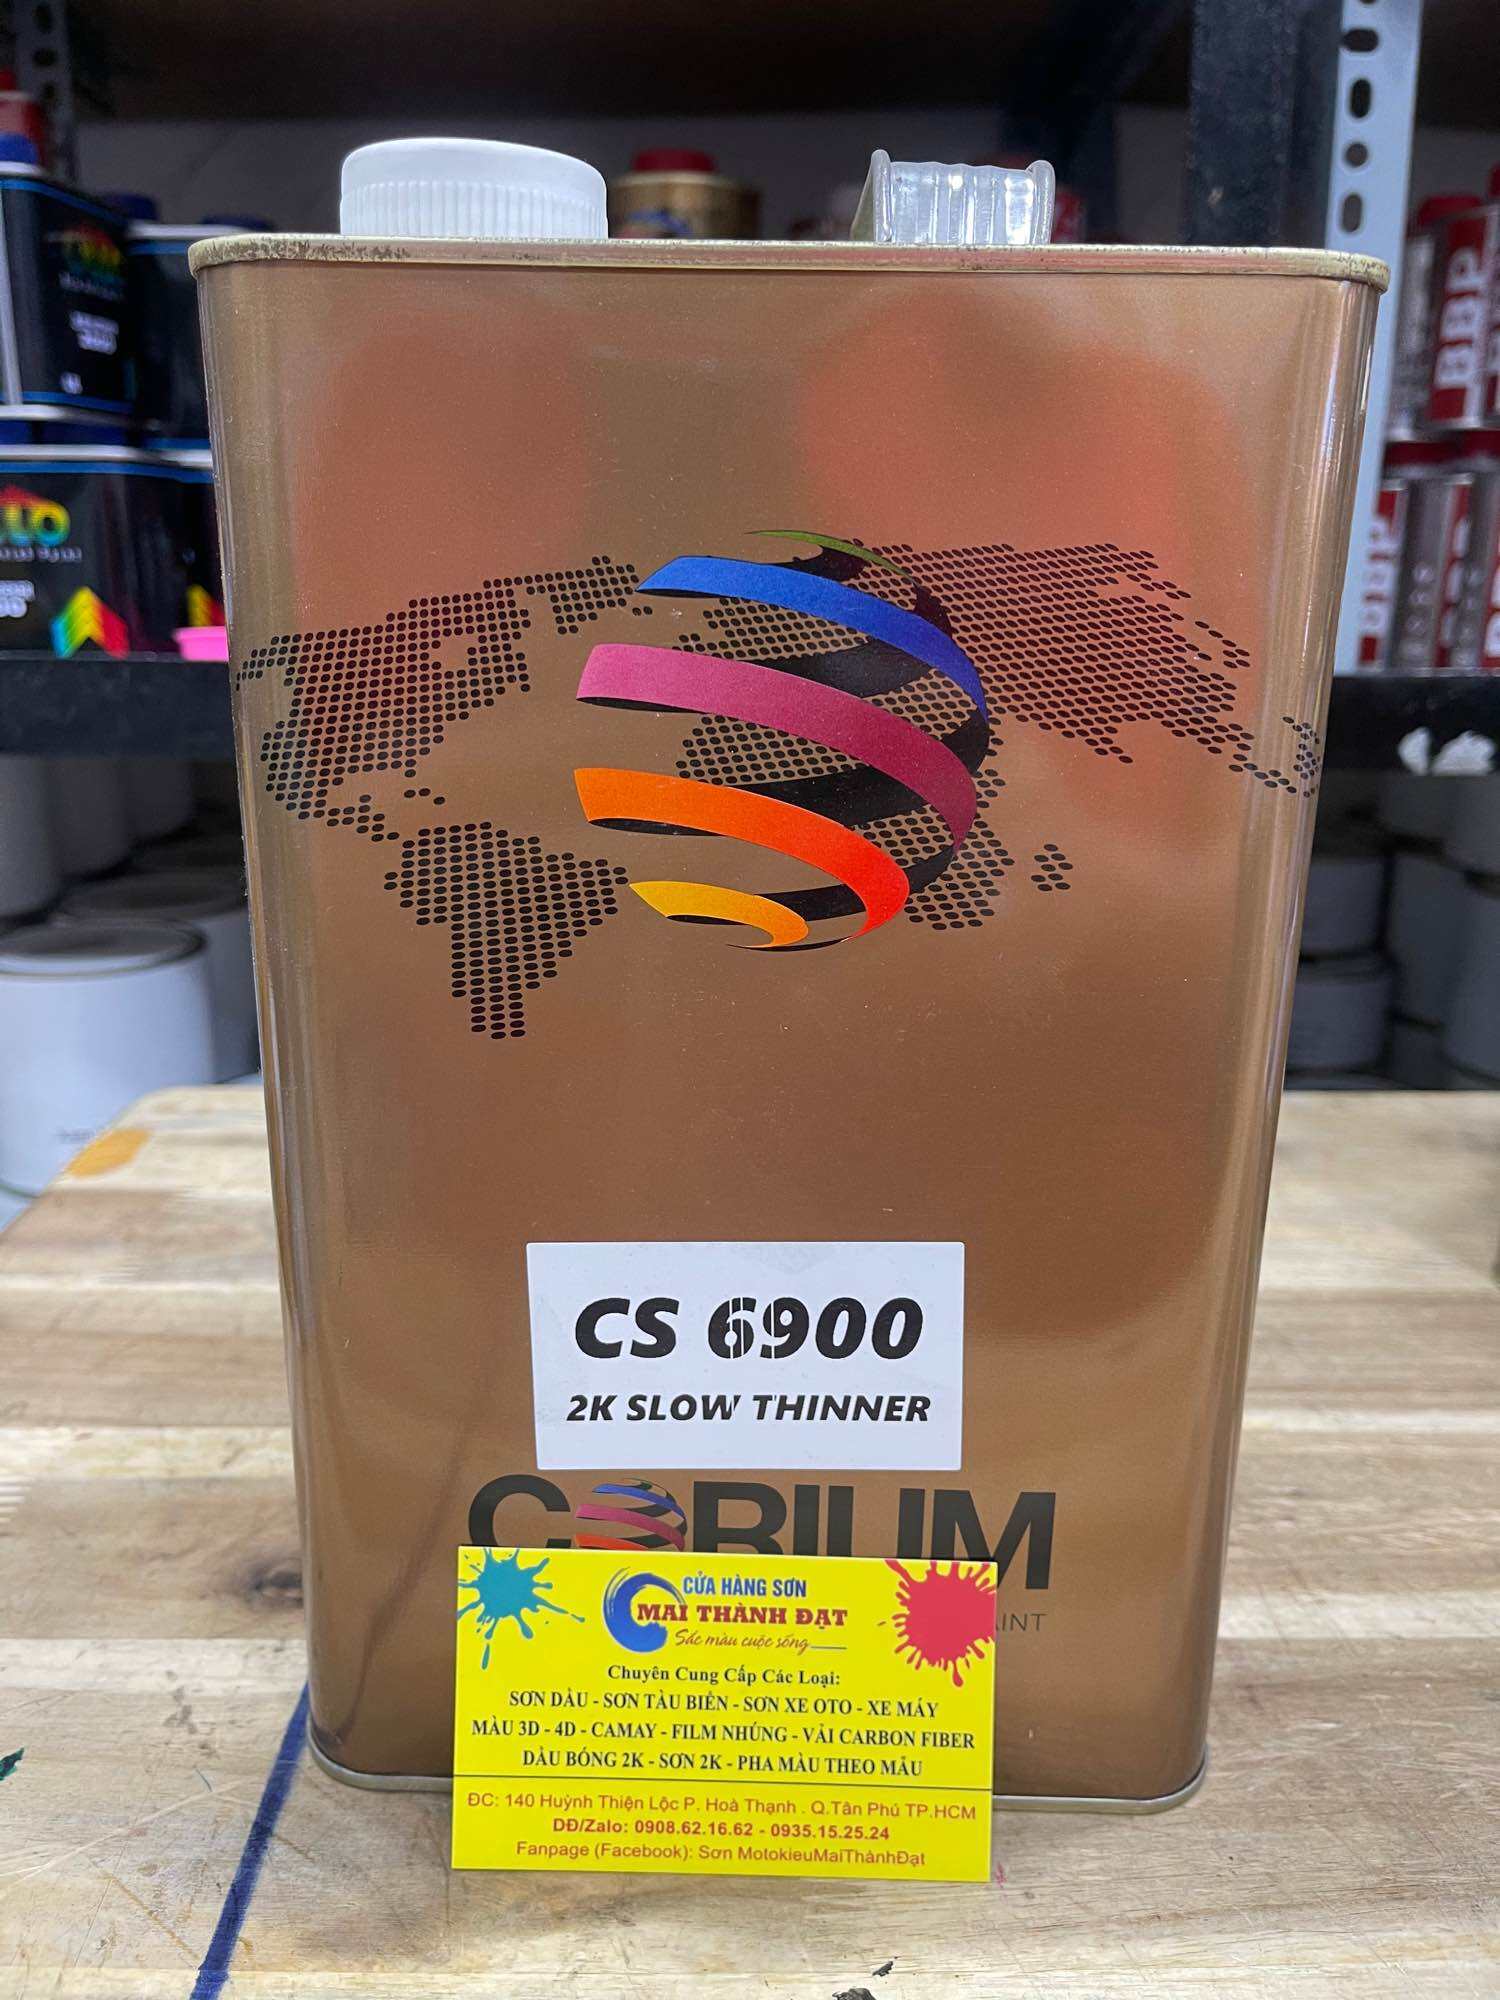 CS 6900
2K SLOW THINNER
CORIUM
AINT
CỬA HÀNG SƠN
MAI THÀNH ĐẠT
Sắc màu cuộc sống
Chuyên Cung Cấp Các Loại:
SƠN DẦU - SƠN TÀU BIỂN - SƠN XE OTO - XE MÁY
MÀU 3D - 4D - CAMAY - FILM NHÚNG - VẢI CARBON FIBER
DẦU BÓNG 2K - SƠN 2K - PHA MÀU THEO MẪU
ĐC: 140 Huỳnh Thiện Lộc P. Hoà Thạnh . Q.Tân Phú TP.HCM
DĐ/Zalo: 0908.62.16.62 - 0935.15.25.24
Fanpage (Facebook): Sơn MotokieuMaiThànhĐạt
BBP